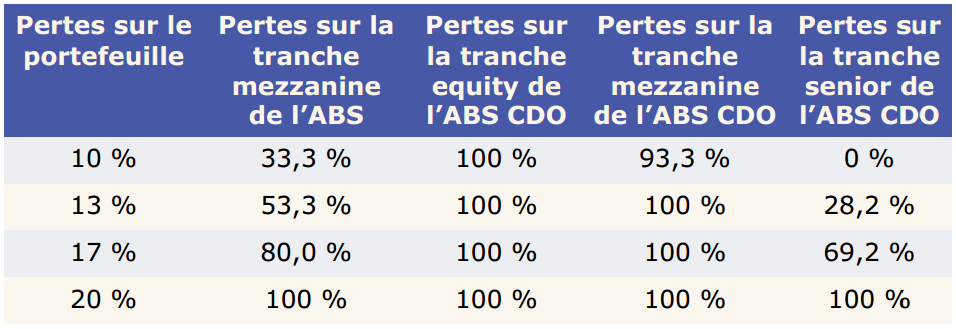 Pertes sur le portefeuille
Pertes sur la tranche mezzanine de l’ABS
Pertes sur la tranche equity de l’ABS CDO
Pertes sur la tranche mezzanine de l’ABS CDO
Pertes sur la tranche senior de l’ABS CDO
10 % 33,3 % 100 % 93,3 % 0 %
13 % 53,3 % 100 % 100 % 28,2 %
17 % 80,0 % 100 % 100 % 69,2 %
20 % 100 % 100 % 100 % 100 %